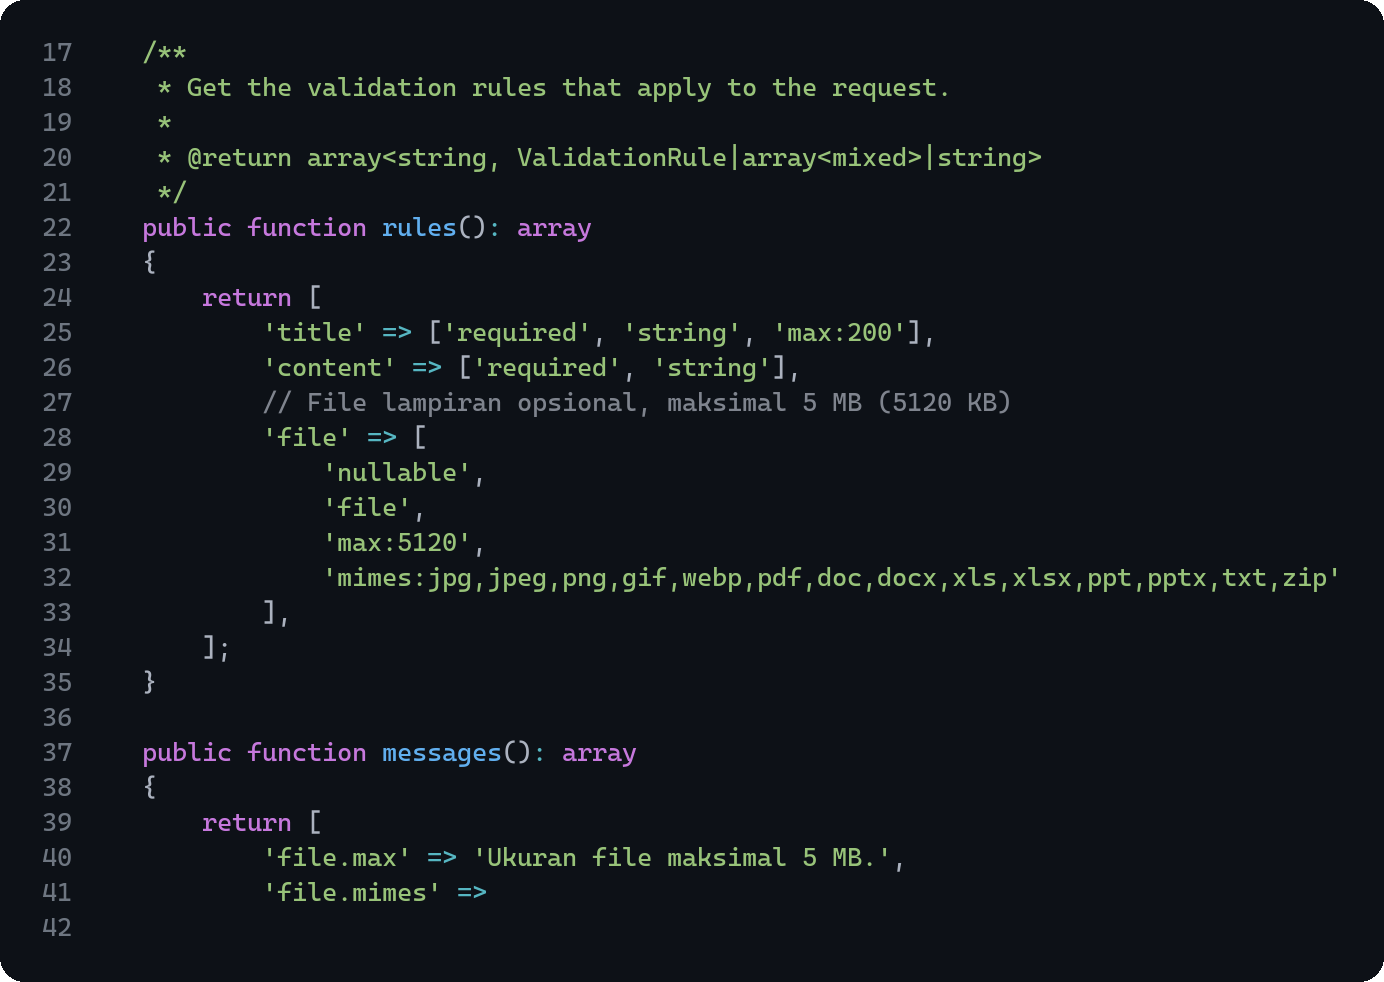 17    /**
18     * Get the validation rules that apply to the request.
19     *
20     * @return array<string, ValidationRule|array<mixed>|string>
21     */
22    public function rules(): array
23    {
24        return [
25            'title' => ['required', 'string', 'max:200'],
26            'content' => ['required', 'string'],
27            // File lampiran opsional, maksimal 5 MB (5120 KB)
28            'file' => [
29                'nullable',
30                'file',
31                'max:5120',
32                'mimes:jpg,jpeg,png,gif,webp,pdf,doc,docx,xls,xlsx,ppt,pptx,txt,zip'
33            ],
34        ];
35    }
36
37    public function messages(): array
38    {
39        return [
40            'file.max' => 'Ukuran file maksimal 5 MB.',
41            'file.mimes' =>
42